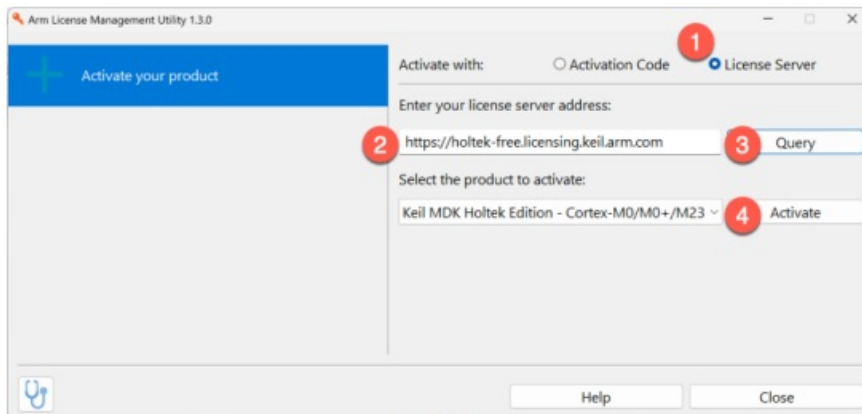 Arm License Management Utility 1.3.0
1
Activate your product
Activate with:
Activation Code
License Server
Enter your license server address:
2
https://holtek-free.licensing.keil.arm.com
3
Query
Select the product to activate:
Keil MDK Holtek Edition - Cortex-M0/M0+/M23
4
Activate
Help
Close